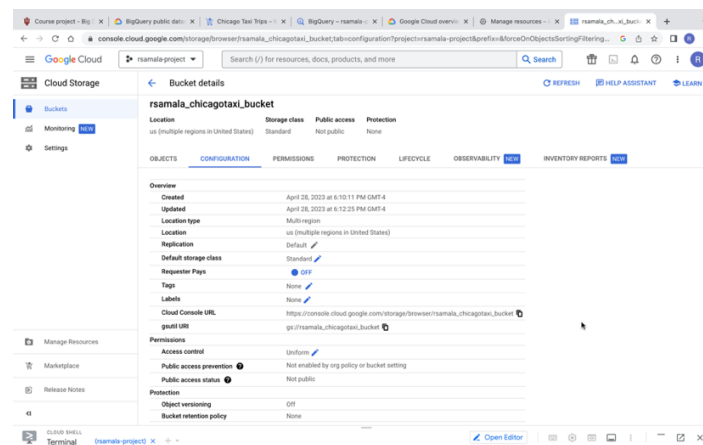 Course project - Big
BigQuery public datas
Chicago Taxi Trips -
BigQuery – rsamala-p
Google Cloud overvie
Manage resources –
rsamala_ch...xi_bucke
console.cloud.google.com/storage/browser/rsamala_chicagotaxi_bucket;tab=configuration?project=rsamala-project&prefix=&forceOnObjectsSortingFiltering...
Google Cloud
rsamala-project
Search (/) for resources, docs, products, and more
Search
R
Cloud Storage
Bucket details
REFRESH
HELP ASSISTANT
LEARN
Buckets
Monitoring NEW
Settings
rsamala_chicagotaxi_bucket
Location Storage class Public access Protection
us (multiple regions in United States) Standard Not public None
OBJECTS CONFIGURATION PERMISSIONS PROTECTION LIFECYCLE OBSERVABILITY NEW INVENTORY REPORTS NEW
Overview
Created April 28, 2023 at 6:10:11 PM GMT-4
Updated April 28, 2023 at 6:12:25 PM GMT-4
Location type Multi-region
Location us (multiple regions in United States)
Replication Default
Default storage class Standard
Requester Pays OFF
Tags None
Labels None
Cloud Console URL https://console.cloud.google.com/storage/browser/rsamala_chicagotaxi_bucket
gsutil URI gs://rsamala_chicagotaxi_bucket
Permissions
Access control Uniform
Public access prevention Not enabled by org policy or bucket setting
Public access status Not public
Protection
Object versioning Off
Bucket retention policy None
Manage Resources
Marketplace
Release Notes
CLOUD SHELL
Terminal (rsamala-project) × + Open Editor